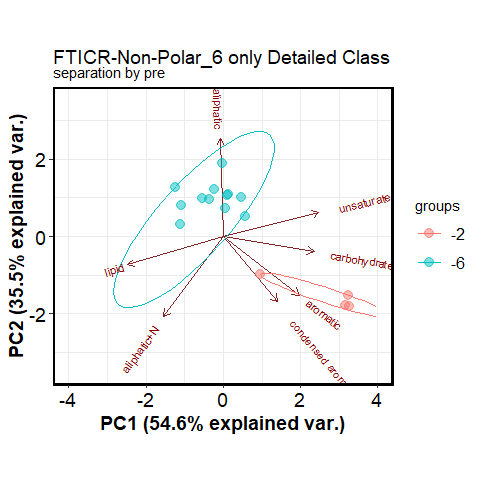 FTICR-Non-Polar_6 only Detailed Class
separation by pre
aliphatic
unsaturate
carbohydrate
lipid
aromatic
condensed arom
aliphatic+N
groups
-2
-6
2
0
-2
-4
-2
0
2
4
PC1 (54.6% explained var.)
PC2 (35.5% explained var.)